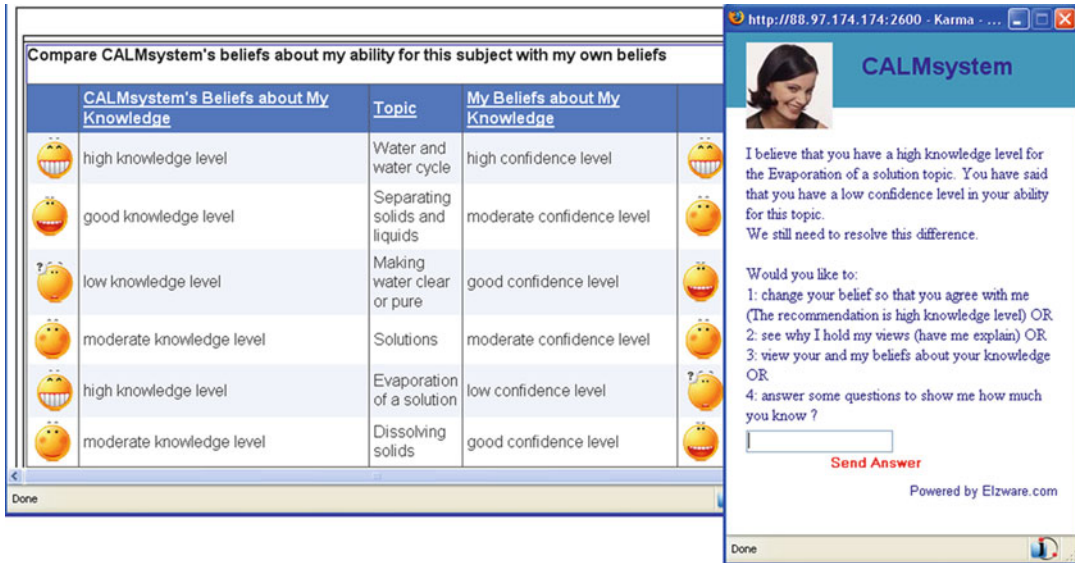 Compare CALMsystem's beliefs about my ability for this subject with my own beliefs
CALMsystem's Beliefs about My
Knowledge
Topic
My Beliefs about My
Knowledge
high knowledge level
Water and
water cycle
high confidence level
good knowledge level
Separating
solids and
liquids
moderate confidence level
?
low knowledge level
Making
water clear
or pure
good confidence level
moderate knowledge level
Solutions
moderate confidence level
high knowledge level
Evaporation
of a solution
low confidence level
?
moderate knowledge level
Dissolving
solids
good confidence level
Done
http://88.97.174.174:2600 - Karma - ...
CALMsystem
I believe that you have a high knowledge level for
the Evaporation of a solution topic. You have said
that you have a low confidence level in your ability
for this topic.
We still need to resolve this difference.
Would you like to:
1: change your belief so that you agree with me
(The recommendation is high knowledge level) OR
2: see why I hold my views (have me explain) OR
3: view your and my beliefs about your knowledge
OR
4: answer some questions to show me how much
you know ?
Send Answer
Powered by Elzware.com
Done